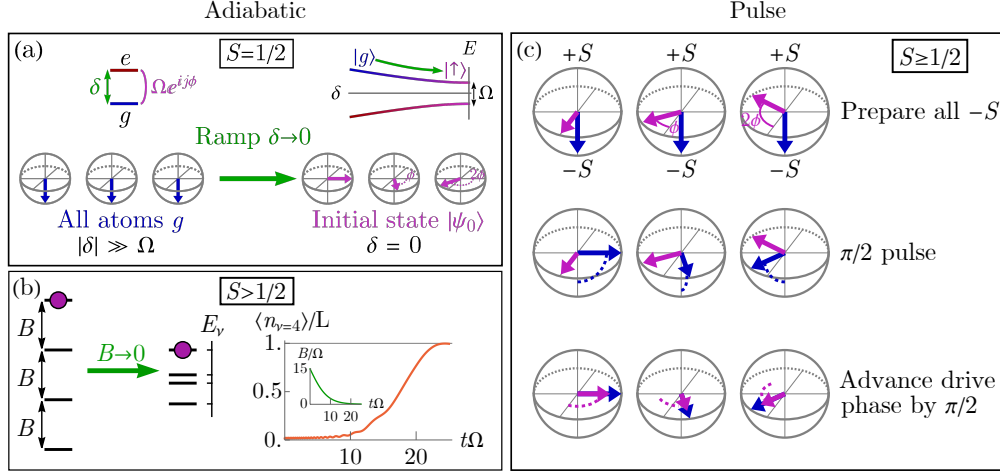 Adiabatic
Pulse
(a)
S=1/2
e
δ
Ωe^{ijϕ}
g
|g⟩
|↑⟩
E
δ
Ω
Ramp δ→0
ϕ
2ϕ
All atoms g
|δ| ≫ Ω
Initial state |ψ₀⟩
δ = 0
(b)
S>1/2
B
B
B
B→0
E_ν
⟨n_{ν=4}⟩/L
1.
0.5
0.
10
20
tΩ
B/Ω
15
0
10
20
tΩ
(c)
S≥1/2
+S
+S
+S
ϕ
2ϕ
-S
-S
-S
Prepare all -S
π/2 pulse
Advance drive
phase by π/2